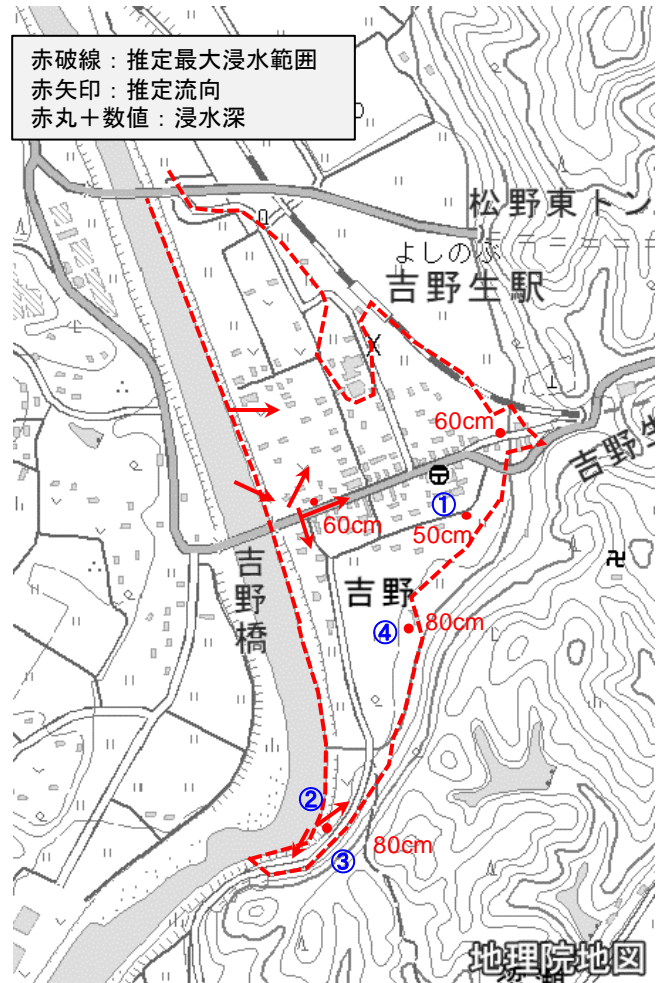 赤破線：推定最大浸水範囲
赤矢印：推定流向
赤丸＋数値：浸水深
松野東トン
よしのぶ
吉野生駅
60cm
吉野生
①
60cm
50cm
吉野橋
吉野
④
80cm
②
③
80cm
地理院地図